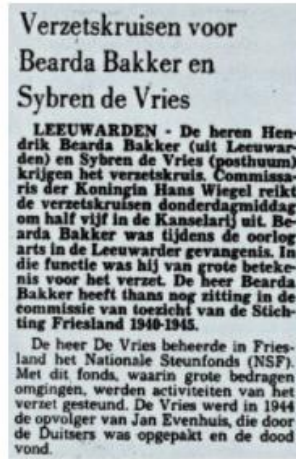 Verzetskruisen voor
Bearda Bakker en
Sybren de Vries
LEEUWARDEN - De heren Hen-
drik Bearda Bakker (uit Leeuwar-
den) en Sybren de Vries (posthuum)
krijgen het verzetskruis. Commissa-
ris der Koningin Hans Wiegel reikt
de verzetskruisen donderdagmiddag
om half vijf in de Kanselarij uit. Be-
arda Bakker was tijdens de oorlog
arts in de Leeuwarder gevangenis. In
die functie was hij van grote beteke-
nis voor het verzet. De heer Bearda
Bakker heeft thans nog zitting in de
commissie van toezicht van de Stich-
ting Friesland 1940-1945.
De heer De Vries beheerde in Fries-
land het Nationale Steunfonds (NSF).
Met dit fonds, waarin grote bedragen
omgingen, werden activiteiten van het
verzet gesteund. De Vries werd in 1944
de opvolger van Jan Evenhuis, die door
de Duitsers was opgepakt en de dood
vond.